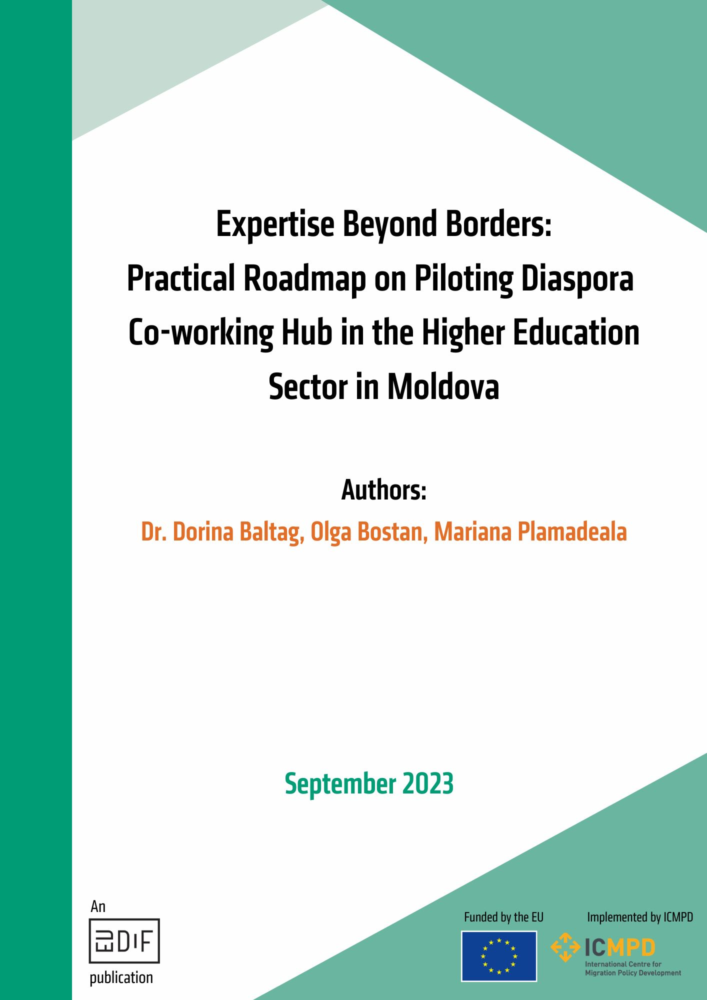 Expertise Beyond Borders:
Practical Roadmap on Piloting Diaspora
Co-working Hub in the Higher Education
Sector in Moldova
Authors:
Dr. Dorina Baltag, Olga Bostan, Mariana Plamadeala
September 2023
An
EUDiF
publication
Funded by the EU
Implemented by ICMPD
ICMPD
International Centre for
Migration Policy Development